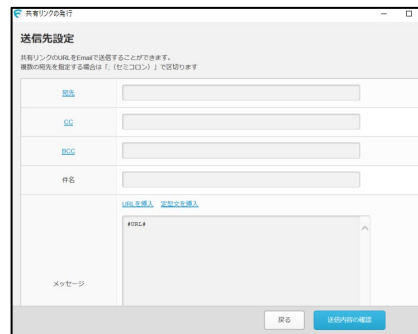 共有リンクの発行
送信先設定
共有リンクのURLをEmailで送信することができます。
複数の宛先を指定する場合は「;（セミコロン）」で区切ります
宛先
CC
BCC
件名
URLを挿入 定型文を挿入
#URL#
メッセージ
戻る 送信内容の確認